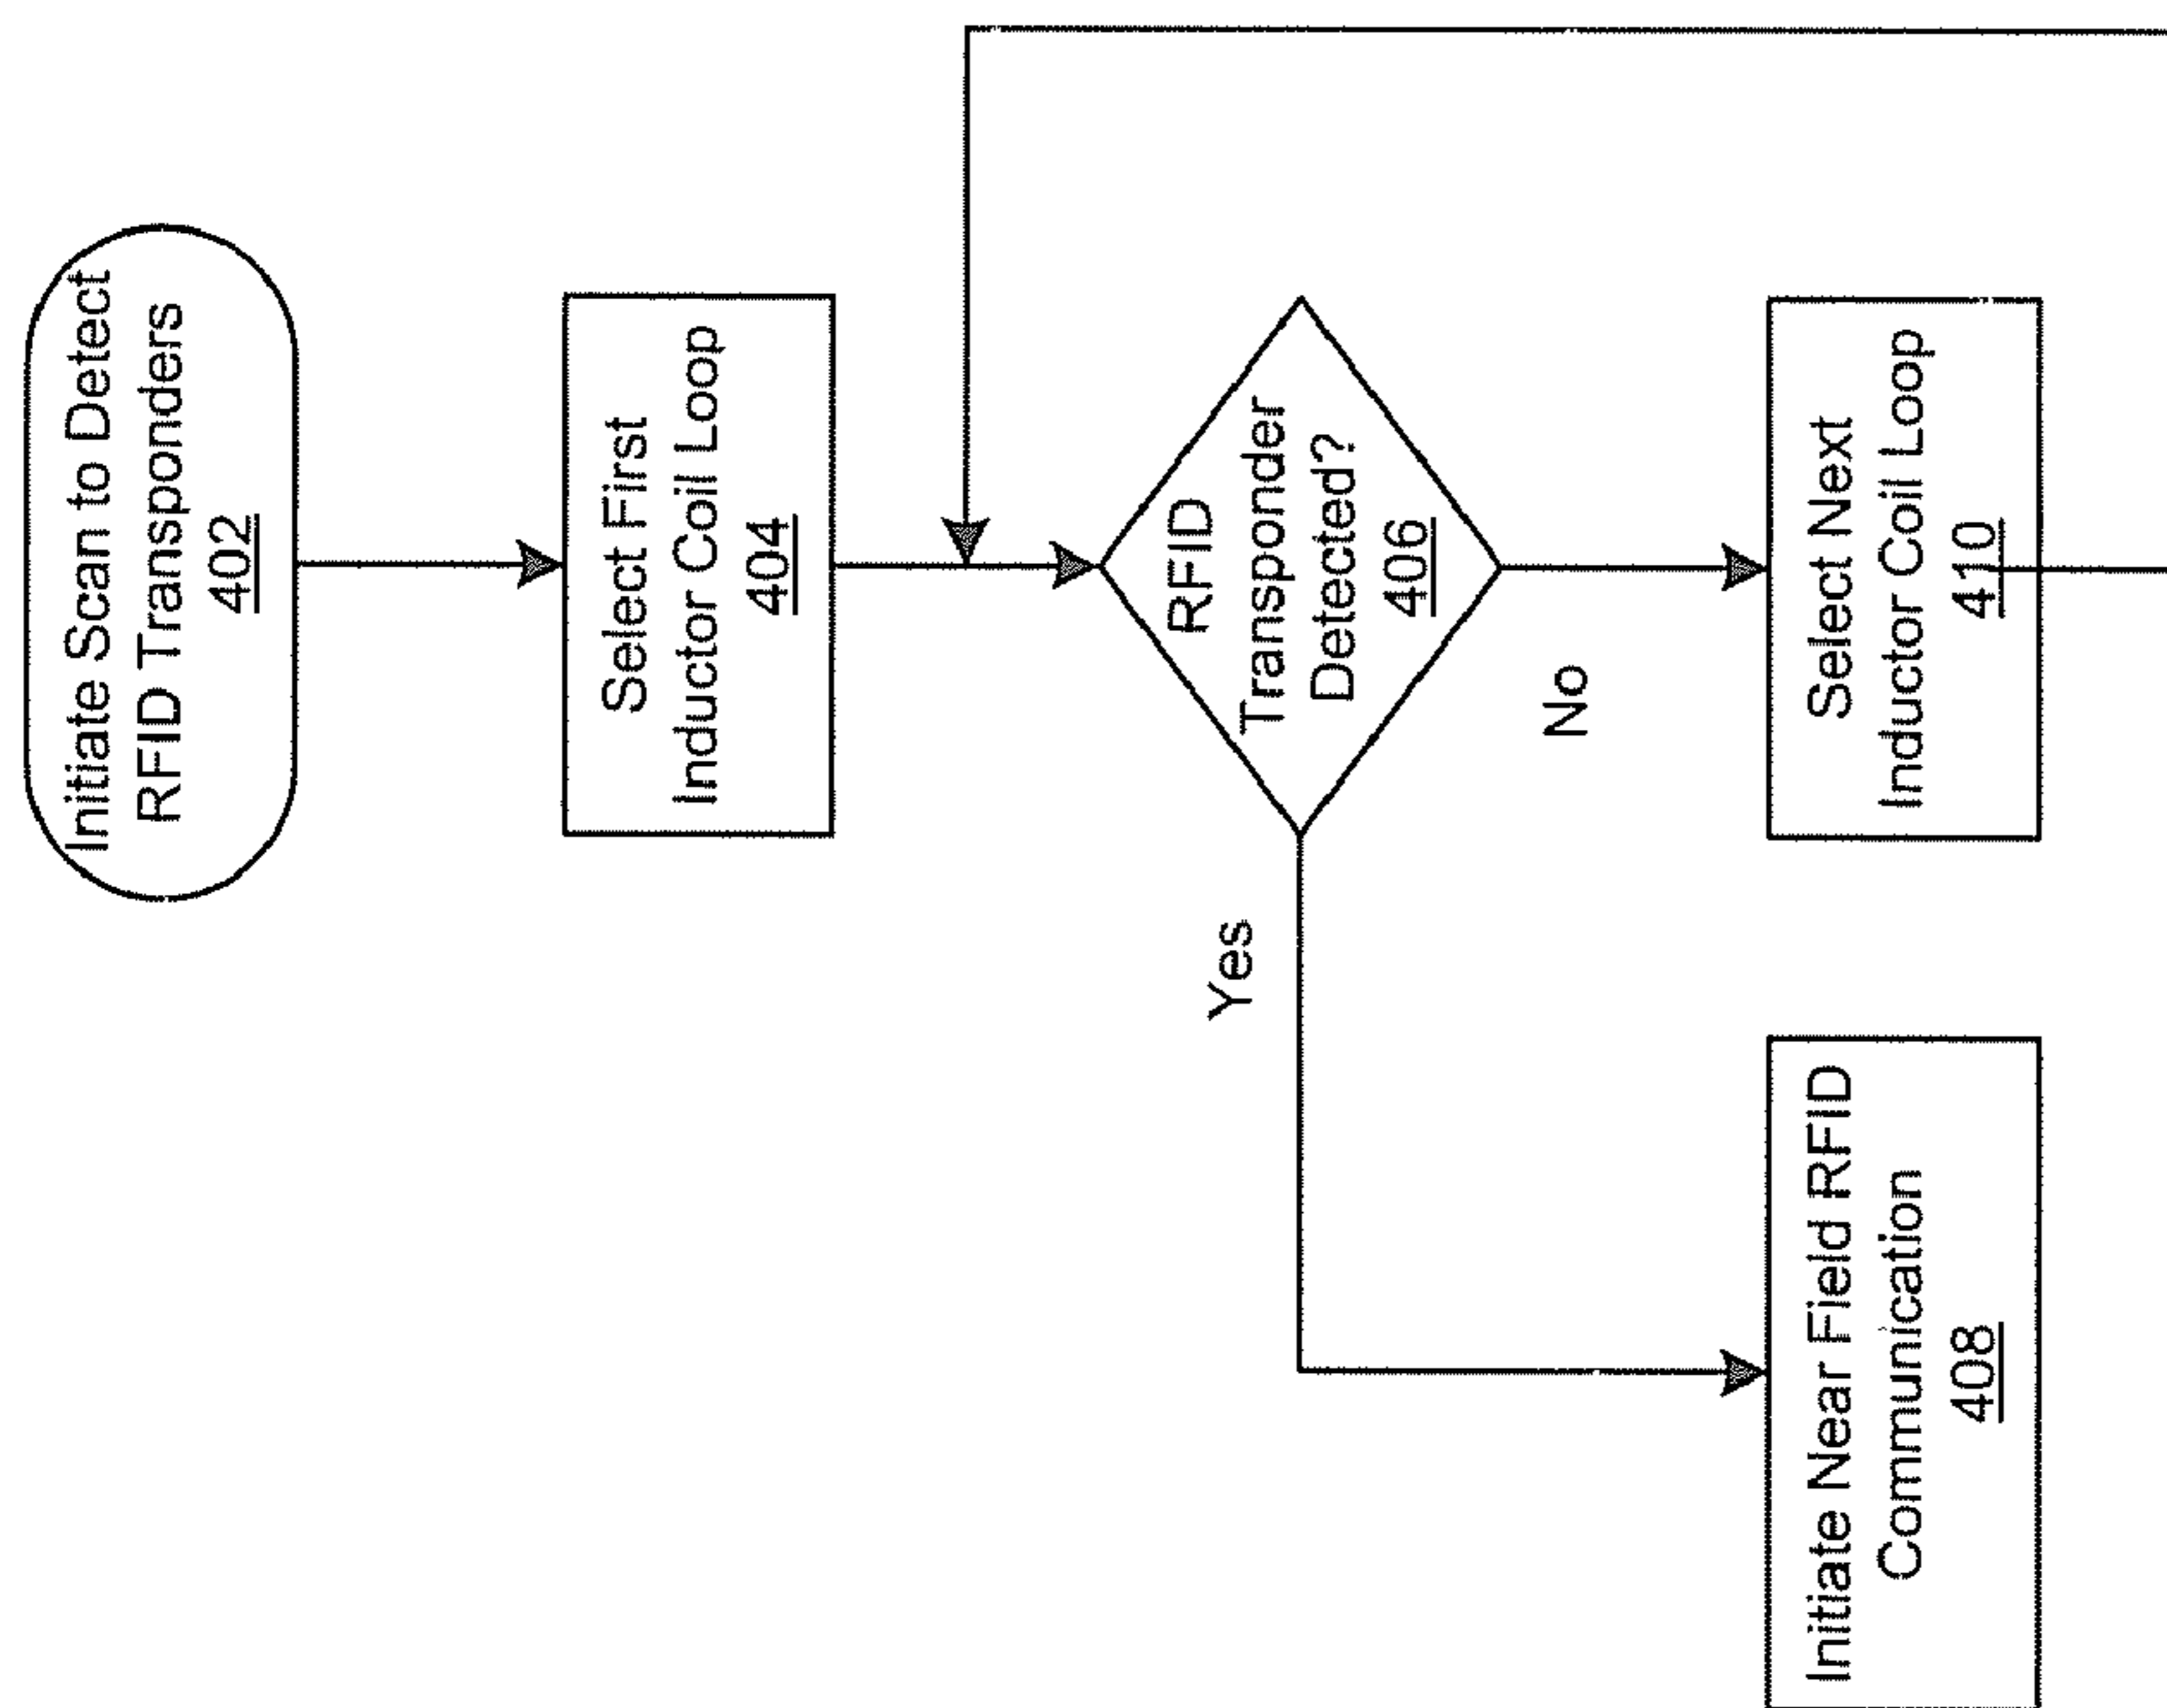 Initiate Scan to Detect
RFID Transponders
402
Select First
Inductor Coil Loop
404
RFID
Transponder
Detected?
406
Yes
No
Initiate Near Field RFID
Communication
408
Select Next
Inductor Coil Loop
410